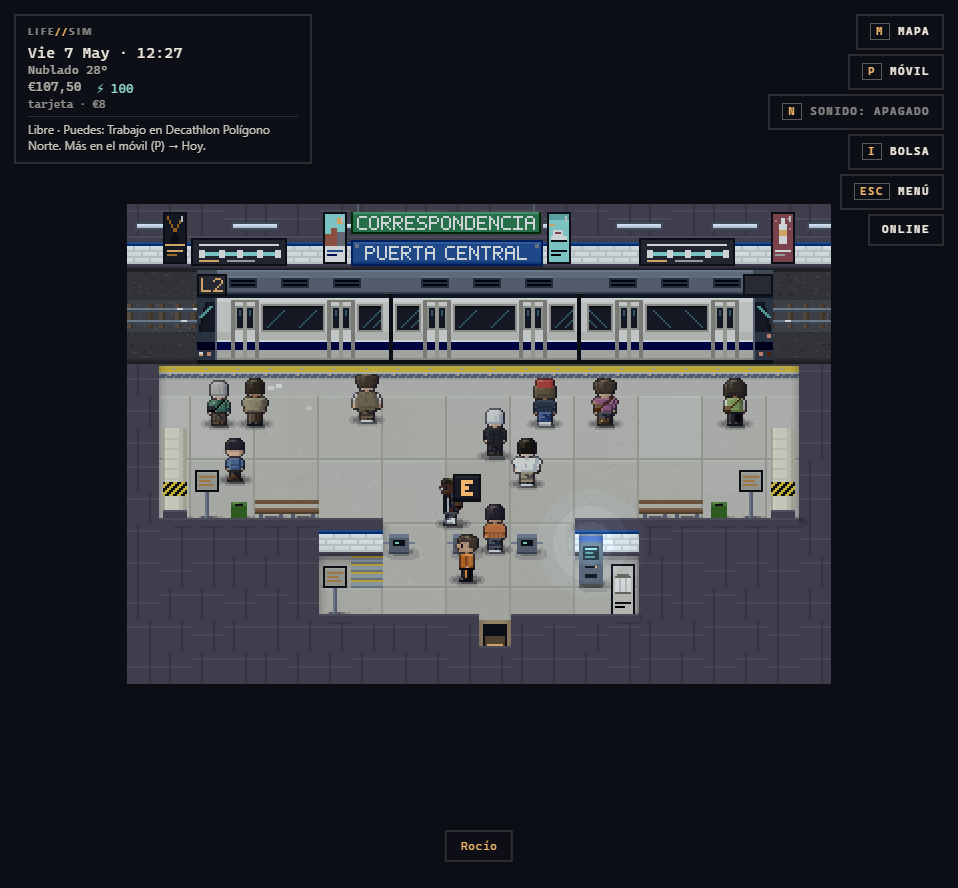 LIFE//SIM
Vie 7 May · 12:27
Nublado 28º
€107,50 ⚡ 100
tarjeta · €8
Libre · Puedes: Trabajo en Decathlon Polígono
Norte. Más en el móvil (P) → Hoy.
M MAPA
P MÓVIL
N SONIDO: APAGADO
I BOLSA
ESC MENÚ
ONLINE
CORRESPONDENCIA
PUERTA CENTRAL
L2
E
Rocío